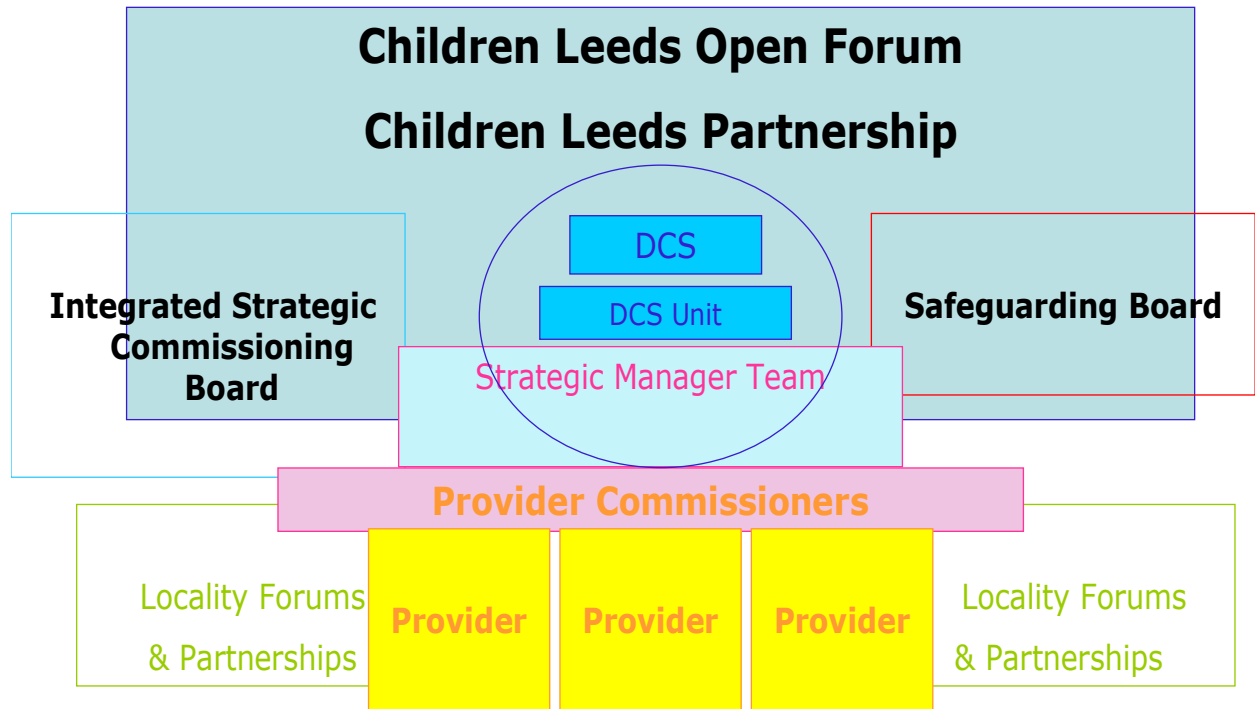 Children Leeds Open Forum
Children Leeds Partnership
DCS
DCS Unit
Integrated Strategic
Commissioning
Board
Safeguarding Board
Strategic Manager Team
Provider Commissioners
Locality Forums
& Partnerships
Provider
Provider
Provider
Locality Forums
& Partnerships